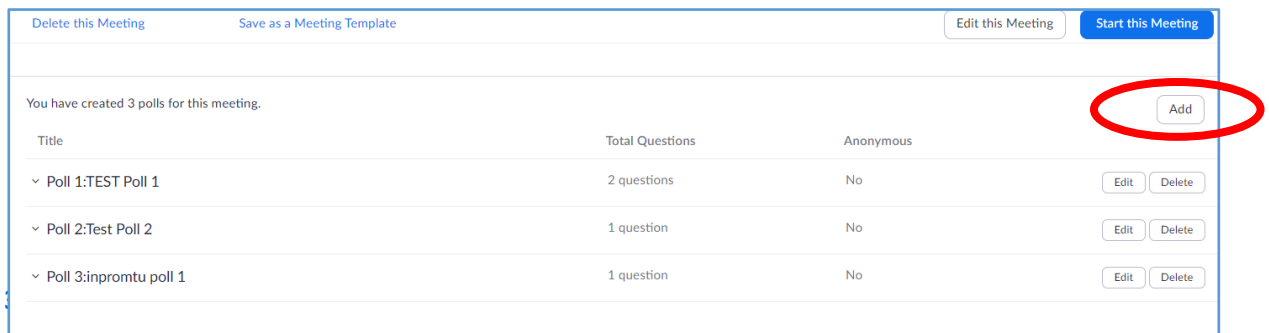 Delete this Meeting Save as a Meeting Template Edit this Meeting Start this Meeting
You have created 3 polls for this meeting. Add
Title Total Questions Anonymous
Poll 1:TEST Poll 1 2 questions No Edit Delete
Poll 2:Test Poll 2 1 question No Edit Delete
Poll 3:inpromtu poll 1 1 question No Edit Delete